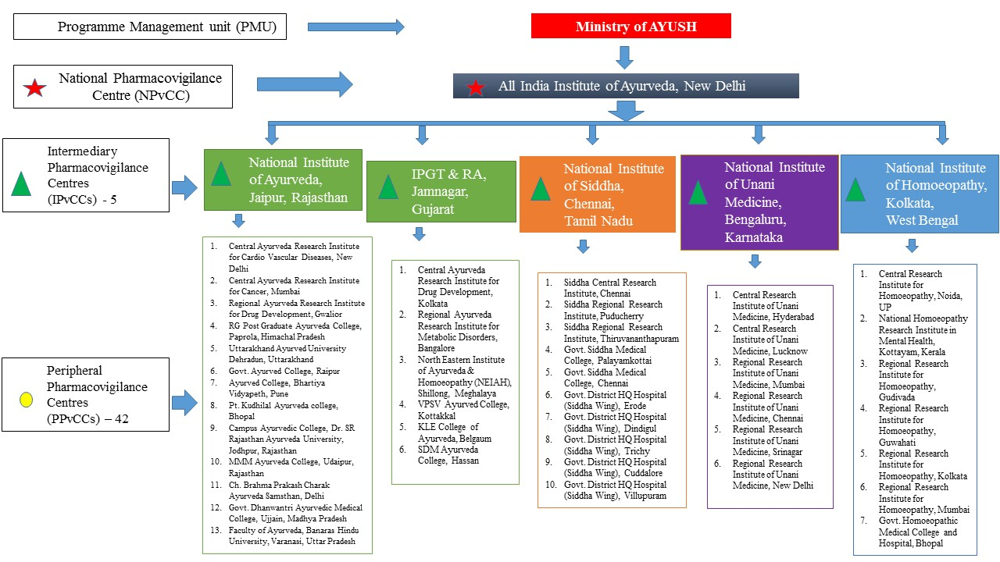 Programme Management unit (PMU)
Ministry of AYUSH
National Pharmacovigilance
Centre (NPvCC)
All India Institute of Ayurveda, New Delhi
Intermediary
Pharmacovigilance
Centres
(IPvCCs) - 5
National Institute
of Ayurveda,
Jaipur, Rajasthan
IPGT & RA,
Jamnagar,
Gujarat
National Institute
of Siddha,
Chennai,
Tamil Nadu
National Institute
of Unani
Medicine,
Bengaluru,
Karnataka
National Institute
of Homoeopathy,
Kolkata,
West Bengal
Peripheral
Pharmacovigilance
Centres
(PPvCCs) – 42
1. Central Ayurveda Research Institute
for Cardio Vascular Diseases, New
Delhi
2. Central Ayurveda Research Institute
for Cancer, Mumbai
3. Regional Ayurveda Research Institute
for Drug Development, Gwalior
4. RG Post Graduate Ayurveda College,
Paprola, Himachal Pradesh
5. Uttarakhand Ayurved University
Dehradun, Uttarakhand
6. Govt. Ayurved College, Raipur
7. Ayurved College, Bhartiya
Vidyapeth, Pune
8. Pt. Kudhilal Ayurveda college,
Bhopal
9. Campus Ayurvedic College, Dr. SR
Rajasthan Ayurveda University,
Jodhpur, Rajasthan
10. MMM Ayurveda College, Udaipur,
Rajasthan
11. Ch. Brahma Prakash Charak
Ayurveda Samsthan, Delhi
12. Govt. Dhanwantri Ayurvedic Medical
College, Ujjain, Madhya Pradesh
13. Faculty of Ayurveda, Banaras Hindu
University, Varanasi, Uttar Pradesh
1. Central Ayurveda
Research Institute for
Drug Development,
Kolkata
2. Regional Ayurveda
Research Institute for
Metabolic Disorders,
Bangalore
3. North Eastern Institute
of Ayurveda &
Homoeopathy (NEIAH),
Shillong, Meghalaya
4. VPSV Ayurved College,
Kottakkal
5. KLE College of
Ayurveda, Belgaum
6. SDM Ayurveda
College, Hassan
1. Siddha Central Research
Institute, Chennai
2. Siddha Regional Research
Institute, Puducherry
3. Siddha Regional Research
Institute, Thiruvananthapuram
4. Govt. Siddha Medical
College, Palayamkottai
5. Govt. Siddha Medical
College, Chennai
6. Govt. District HQ Hospital
(Siddha Wing), Erode
7. Govt. District HQ Hospital
(Siddha Wing), Dindigul
8. Govt. District HQ Hospital
(Siddha Wing), Trichy
9. Govt. District HQ Hospital
(Siddha Wing), Cuddalore
10. Govt. District HQ Hospital
(Siddha Wing), Villupuram
1. Central Research
Institute of Unani
Medicine, Hyderabad
2. Central Research
Institute of Unani
Medicine, Lucknow
3. Regional Research
Institute of Unani
Medicine, Mumbai
4. Regional Research
Institute of Unani
Medicine, Chennai
5. Regional Research
Institute of Unani
Medicine, Srinagar
6. Regional Research
Institute of Unani
Medicine, New Delhi
1. Central Research
Institute for
Homoeopathy, Noida,
UP
2. National Homoeopathy
Research Institute in
Mental Health,
Kottayam, Kerala
3. Regional Research
Institute for
Homoeopathy,
Gudivada
4. Regional Research
Institute for
Homoeopathy,
Guwahati
5. Regional Research
Institute for
Homoeopathy, Kolkata
6. Regional Research
Institute for
Homoeopathy, Mumbai
7. Govt. Homoeopathic
Medical College and
Hospital, Bhopal